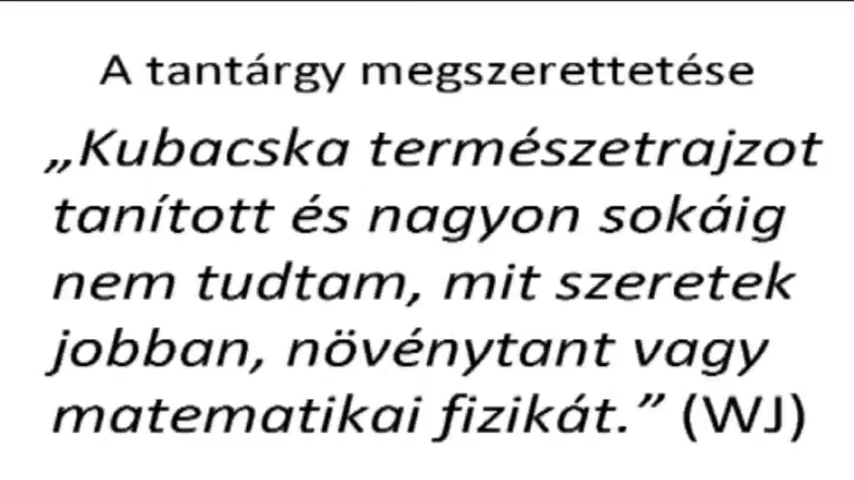 A tantárgy megszerettetése
„Kubacska természetrajzot
tanított és nagyon sokáig
nem tudtam, mit szeretek
jobban, növénytant vagy
matematikai fizikát.” (WJ)